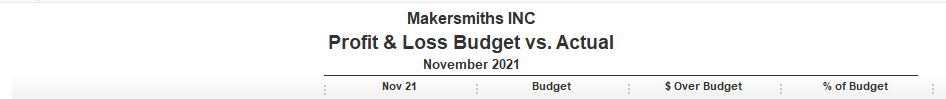 Makersmiths INC
Profit & Loss Budget vs. Actual
November 2021
Nov 21 Budget $ Over Budget % of Budget